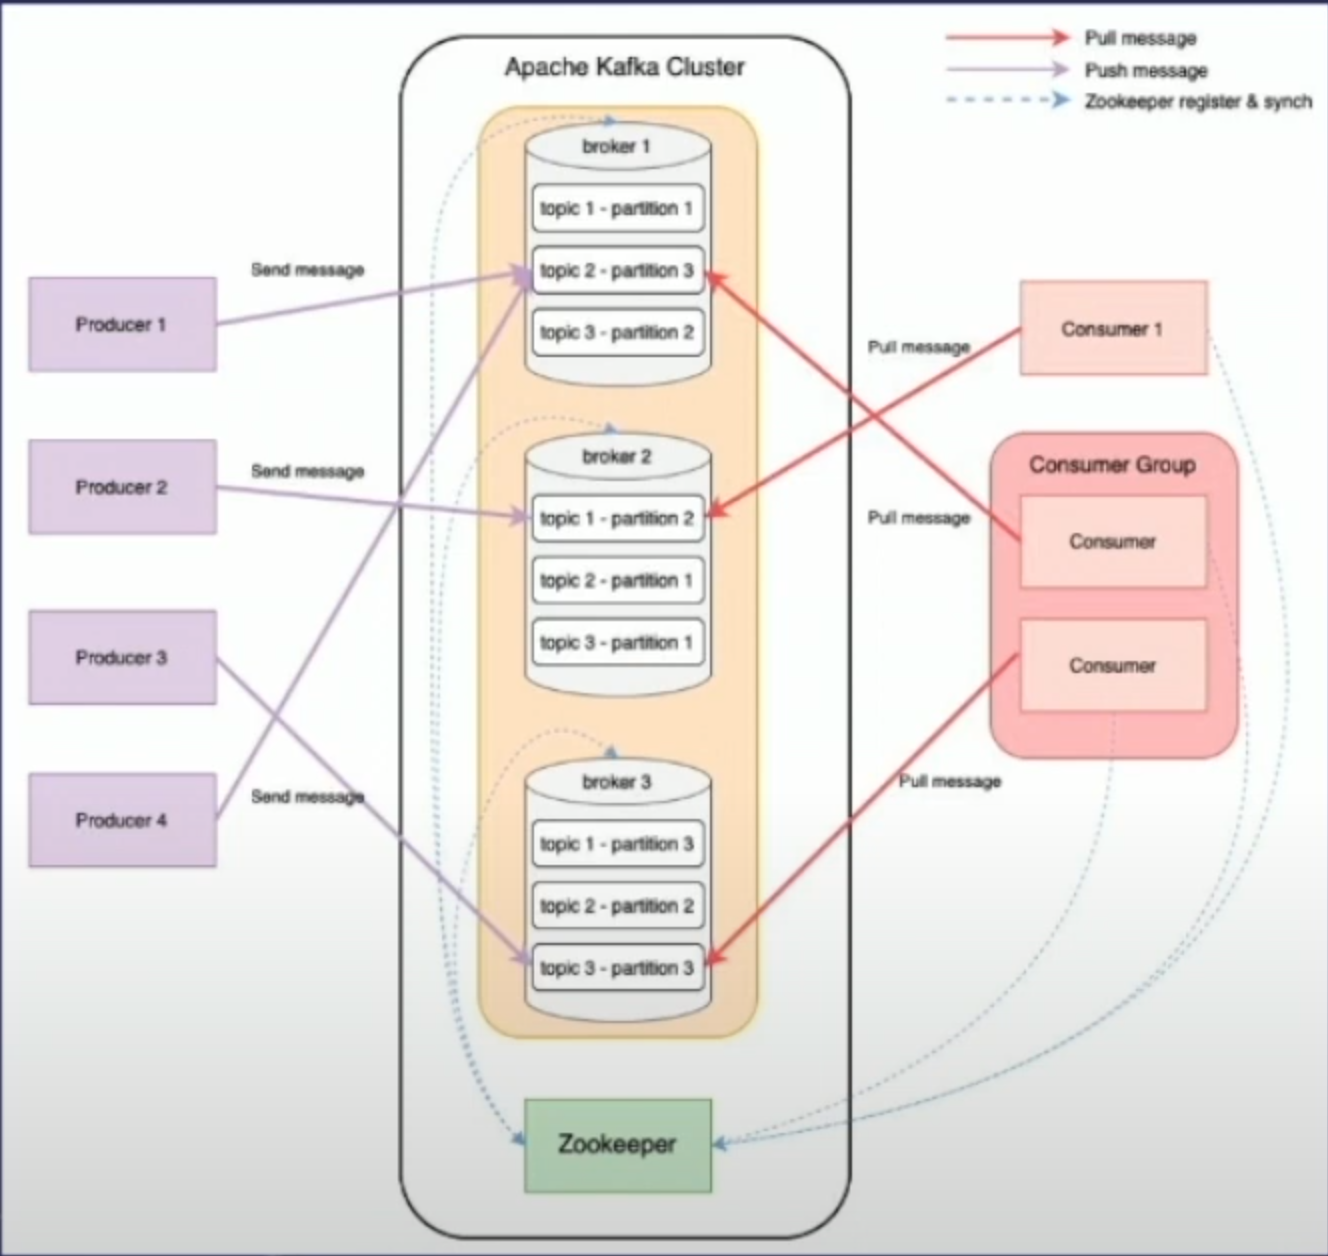 Pull message
Push message
Zookeeper register & synch
Apache Kafka Cluster
broker 1
topic 1 - partition 1
topic 2 - partition 3
topic 3 - partition 2
Send message
Producer 1
Send message
Producer 2
Producer 3
Send message
Producer 4
broker 2
topic 1 - partition 2
topic 2 - partition 1
topic 3 - partition 1
broker 3
topic 1 - partition 3
topic 2 - partition 2
topic 3 - partition 3
Zookeeper
Pull message
Consumer 1
Pull message
Consumer Group
Consumer
Consumer
Pull message